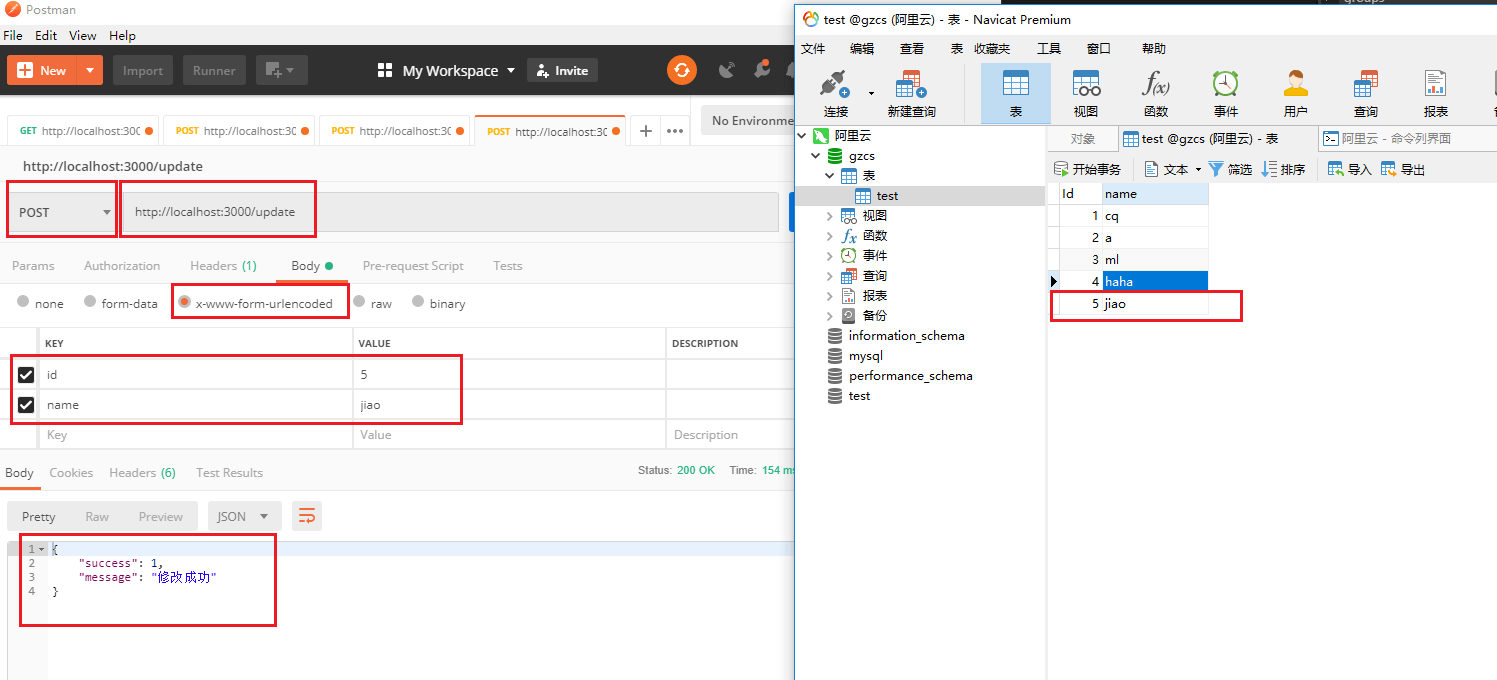 Postman
File Edit View Help
New Import Runner My Workspace Invite
GET http://localhost:300 POST http://localhost:30 POST http://localhost:30 POST http://localhost:30 + ••• No Environme
http://localhost:3000/update
POST http://localhost:3000/update
Params Authorization Headers (1) Body Pre-request Script Tests
none form-data x-www-form-urlencoded raw binary
KEY VALUE DESCRIPTION
id 5
name jiao
Key Value Description
Body Cookies Headers (6) Test Results Status: 200 OK Time: 154 ms
Pretty Raw Preview JSON
1 {
2 "success": 1,
3 "message": "修改成功"
4 }
test @gzcs (阿里云) - 表 - Navicat Premium
文件 编辑 查看 表 收藏夹 工具 窗口 帮助
连接 新建查询 表 视图 函数 事件 用户 查询 报表
阿里云
gzcs
表
test
视图
函数
事件
查询
报表
备份
information_schema
mysql
performance_schema
test
对象 test @gzcs (阿里云) - 表 阿里云 - 命令列界面
开始事务 文本 筛选 排序 导入 导出
Id name
1 cq
2 a
3 ml
4 haha
5 jiao